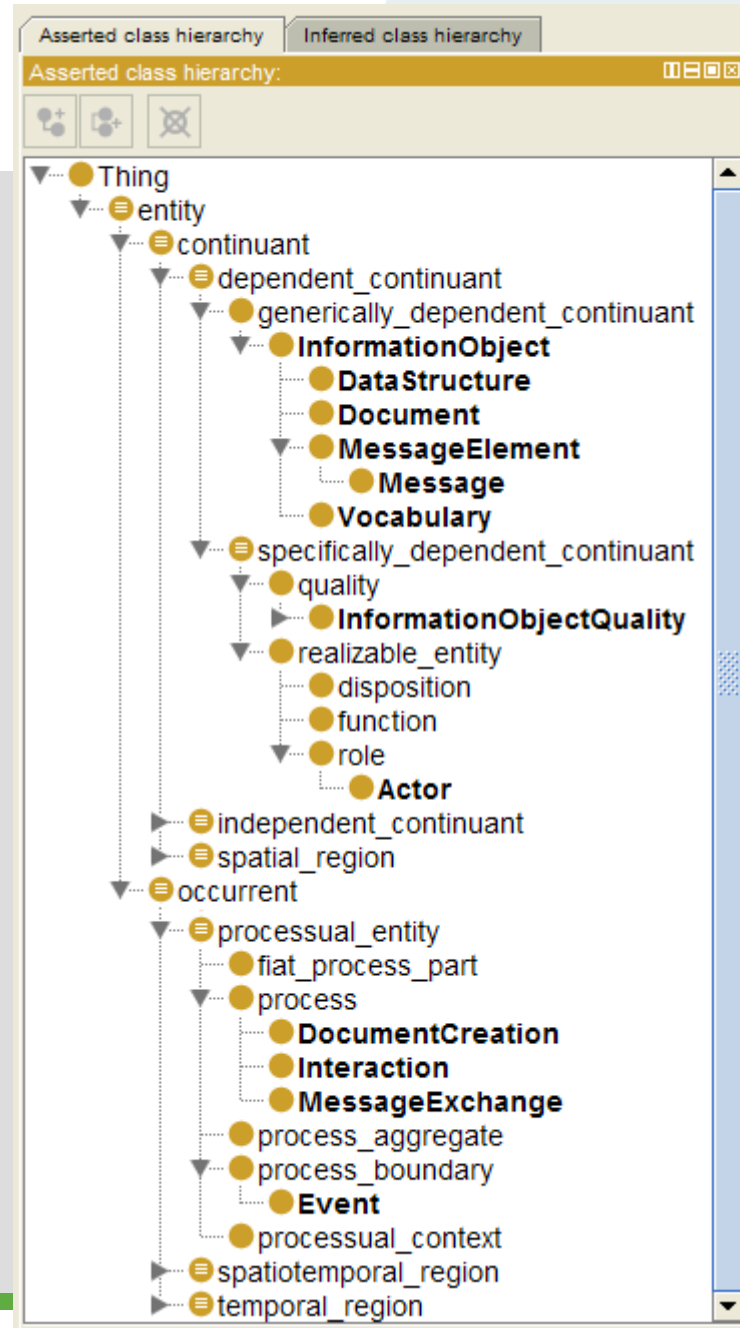 Asserted class hierarchy Inferred class hierarchy
Asserted class hierarchy:
Thing
entity
continuant
dependent_continuant
generically_dependent_continuant
InformationObject
DataStructure
Document
MessageElement
Message
Vocabulary
specifically_dependent_continuant
quality
InformationObjectQuality
realizable_entity
disposition
function
role
Actor
independent_continuant
spatial_region
occurrent
processual_entity
fiat_process_part
process
DocumentCreation
Interaction
MessageExchange
process_aggregate
process_boundary
Event
processual_context
spatiotemporal_region
temporal_region